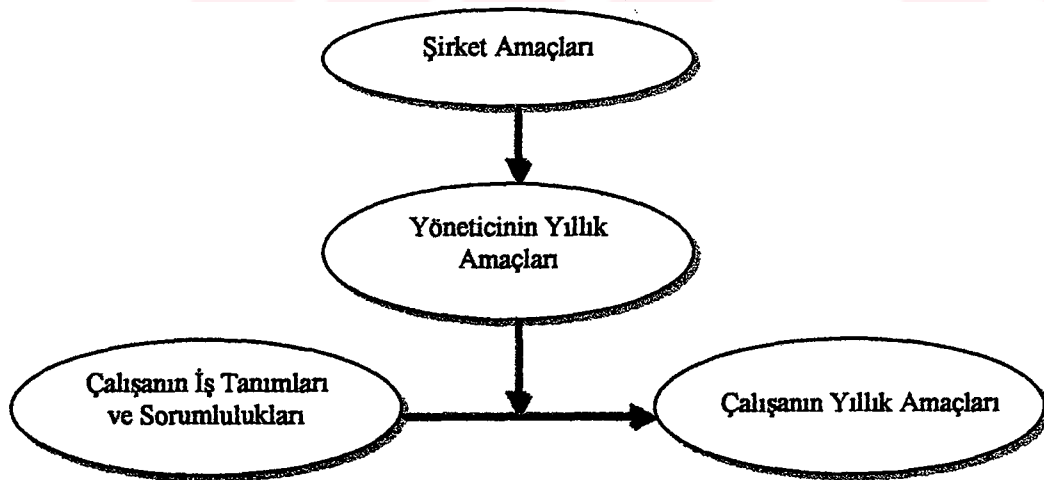 Şirket Amaçları
Yöneticinin Yıllık
Amaçları
Çalışanın İş Tanımları
ve Sorumlulukları
Çalışanın Yıllık Amaçları